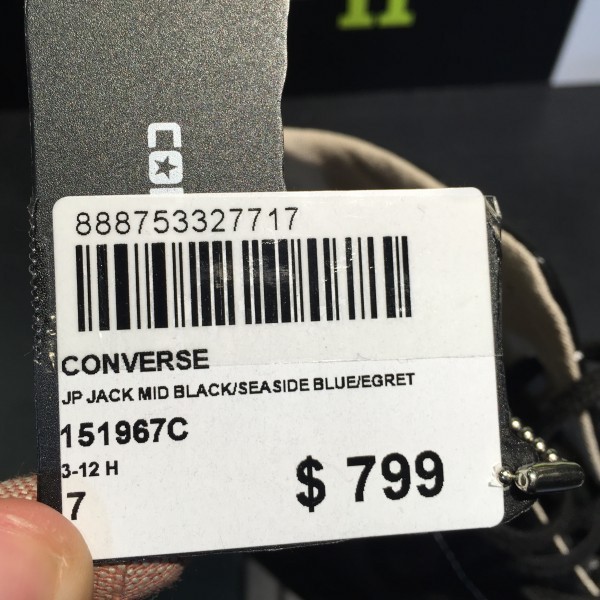 888753327717
CONVERSE
JP JACK MID BLACK/SEASIDE BLUE/EGRET
151967C
3-12 H
7
$ 799